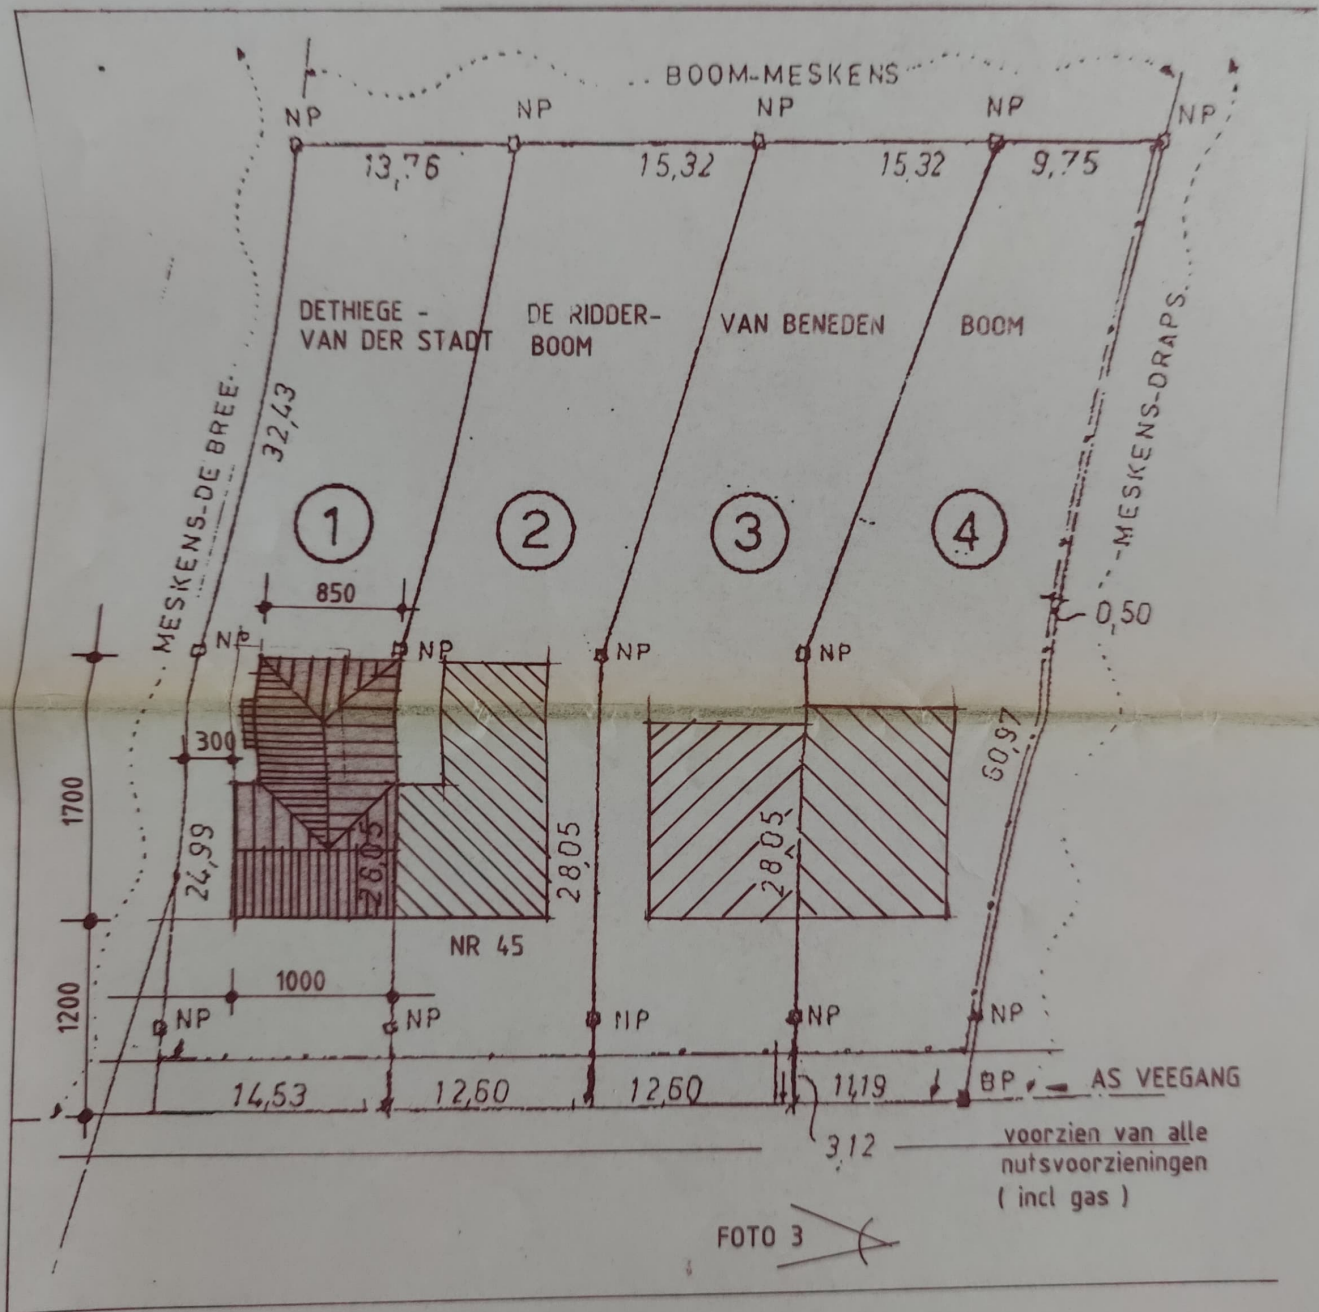 BOOM-MESKENS
NP
NP
NP
NP
NP
13,76
15,32
15,32
9,75
DETHIEGE -
VAN DER STADT
DE RIDDER-
BOOM
VAN BENEDEN
BOOM
MESKENS-DE BREE
32,43
MESKENS-DRAPS
1
2
3
4
850
0,50
NP
NP
NP
NP
300
1700
24,99
28,05
28,05
60,97
NR 45
1000
1200
NP
NP
NP
NP
NP
14,53
12,60
12,60
11,19
BP
AS VEEGANG
3,12
voorzien van alle
nutsvoorzieningen
( incl gas )
FOTO 3